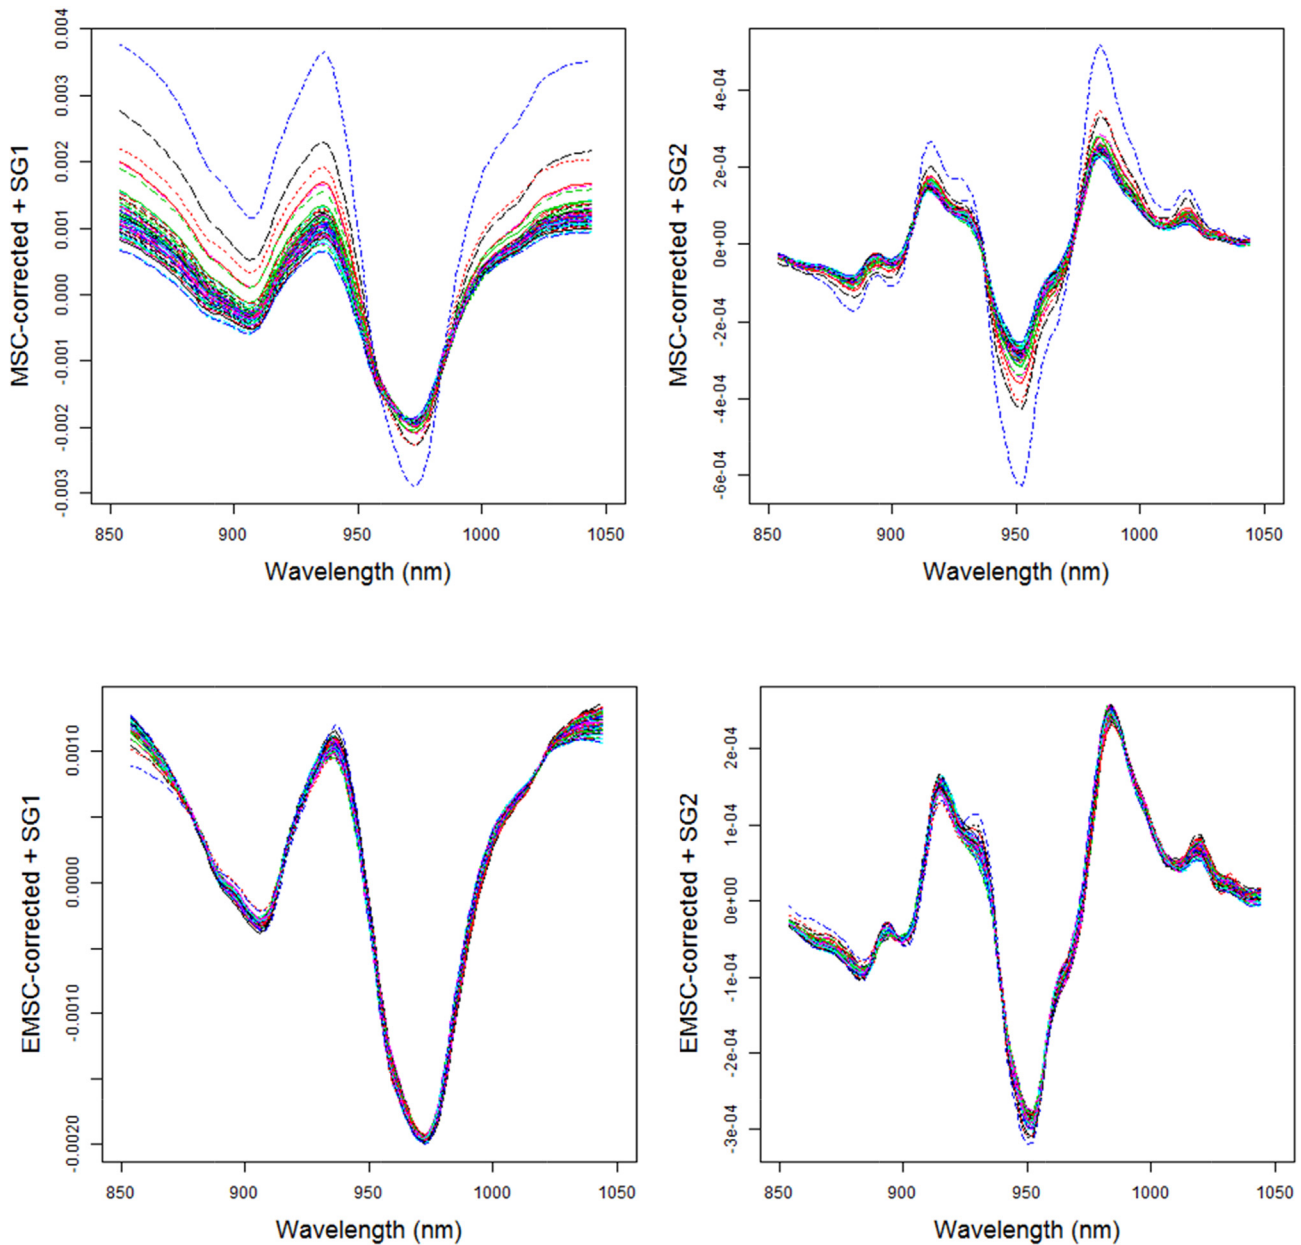 MSC-corrected + SG1
0.004
0.003
0.002
0.001
0.000
-0.001
-0.002
-0.003
850 900 950 1000 1050
Wavelength (nm)
MSC-corrected + SG2
4e-04
2e-04
0e+00
-2e-04
-4e-04
-6e-04
850 900 950 1000 1050
Wavelength (nm)
EMSC-corrected + SG1
0.0010
0.0000
-0.0010
-0.0020
850 900 950 1000 1050
Wavelength (nm)
EMSC-corrected + SG2
2e-04
1e-04
0e+00
-1e-04
-2e-04
-3e-04
850 900 950 1000 1050
Wavelength (nm)